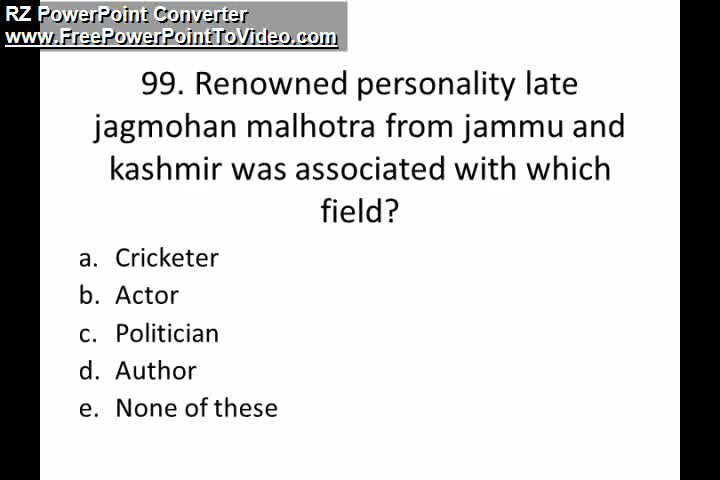 RZ PowerPoint Converter
www.FreePowerPointToVideo.com
99. Renowned personality late
jagmohan malhotra from jammu and
kashmir was associated with which
field?
a. Cricketer
b. Actor
c. Politician
d. Author
e. None of these